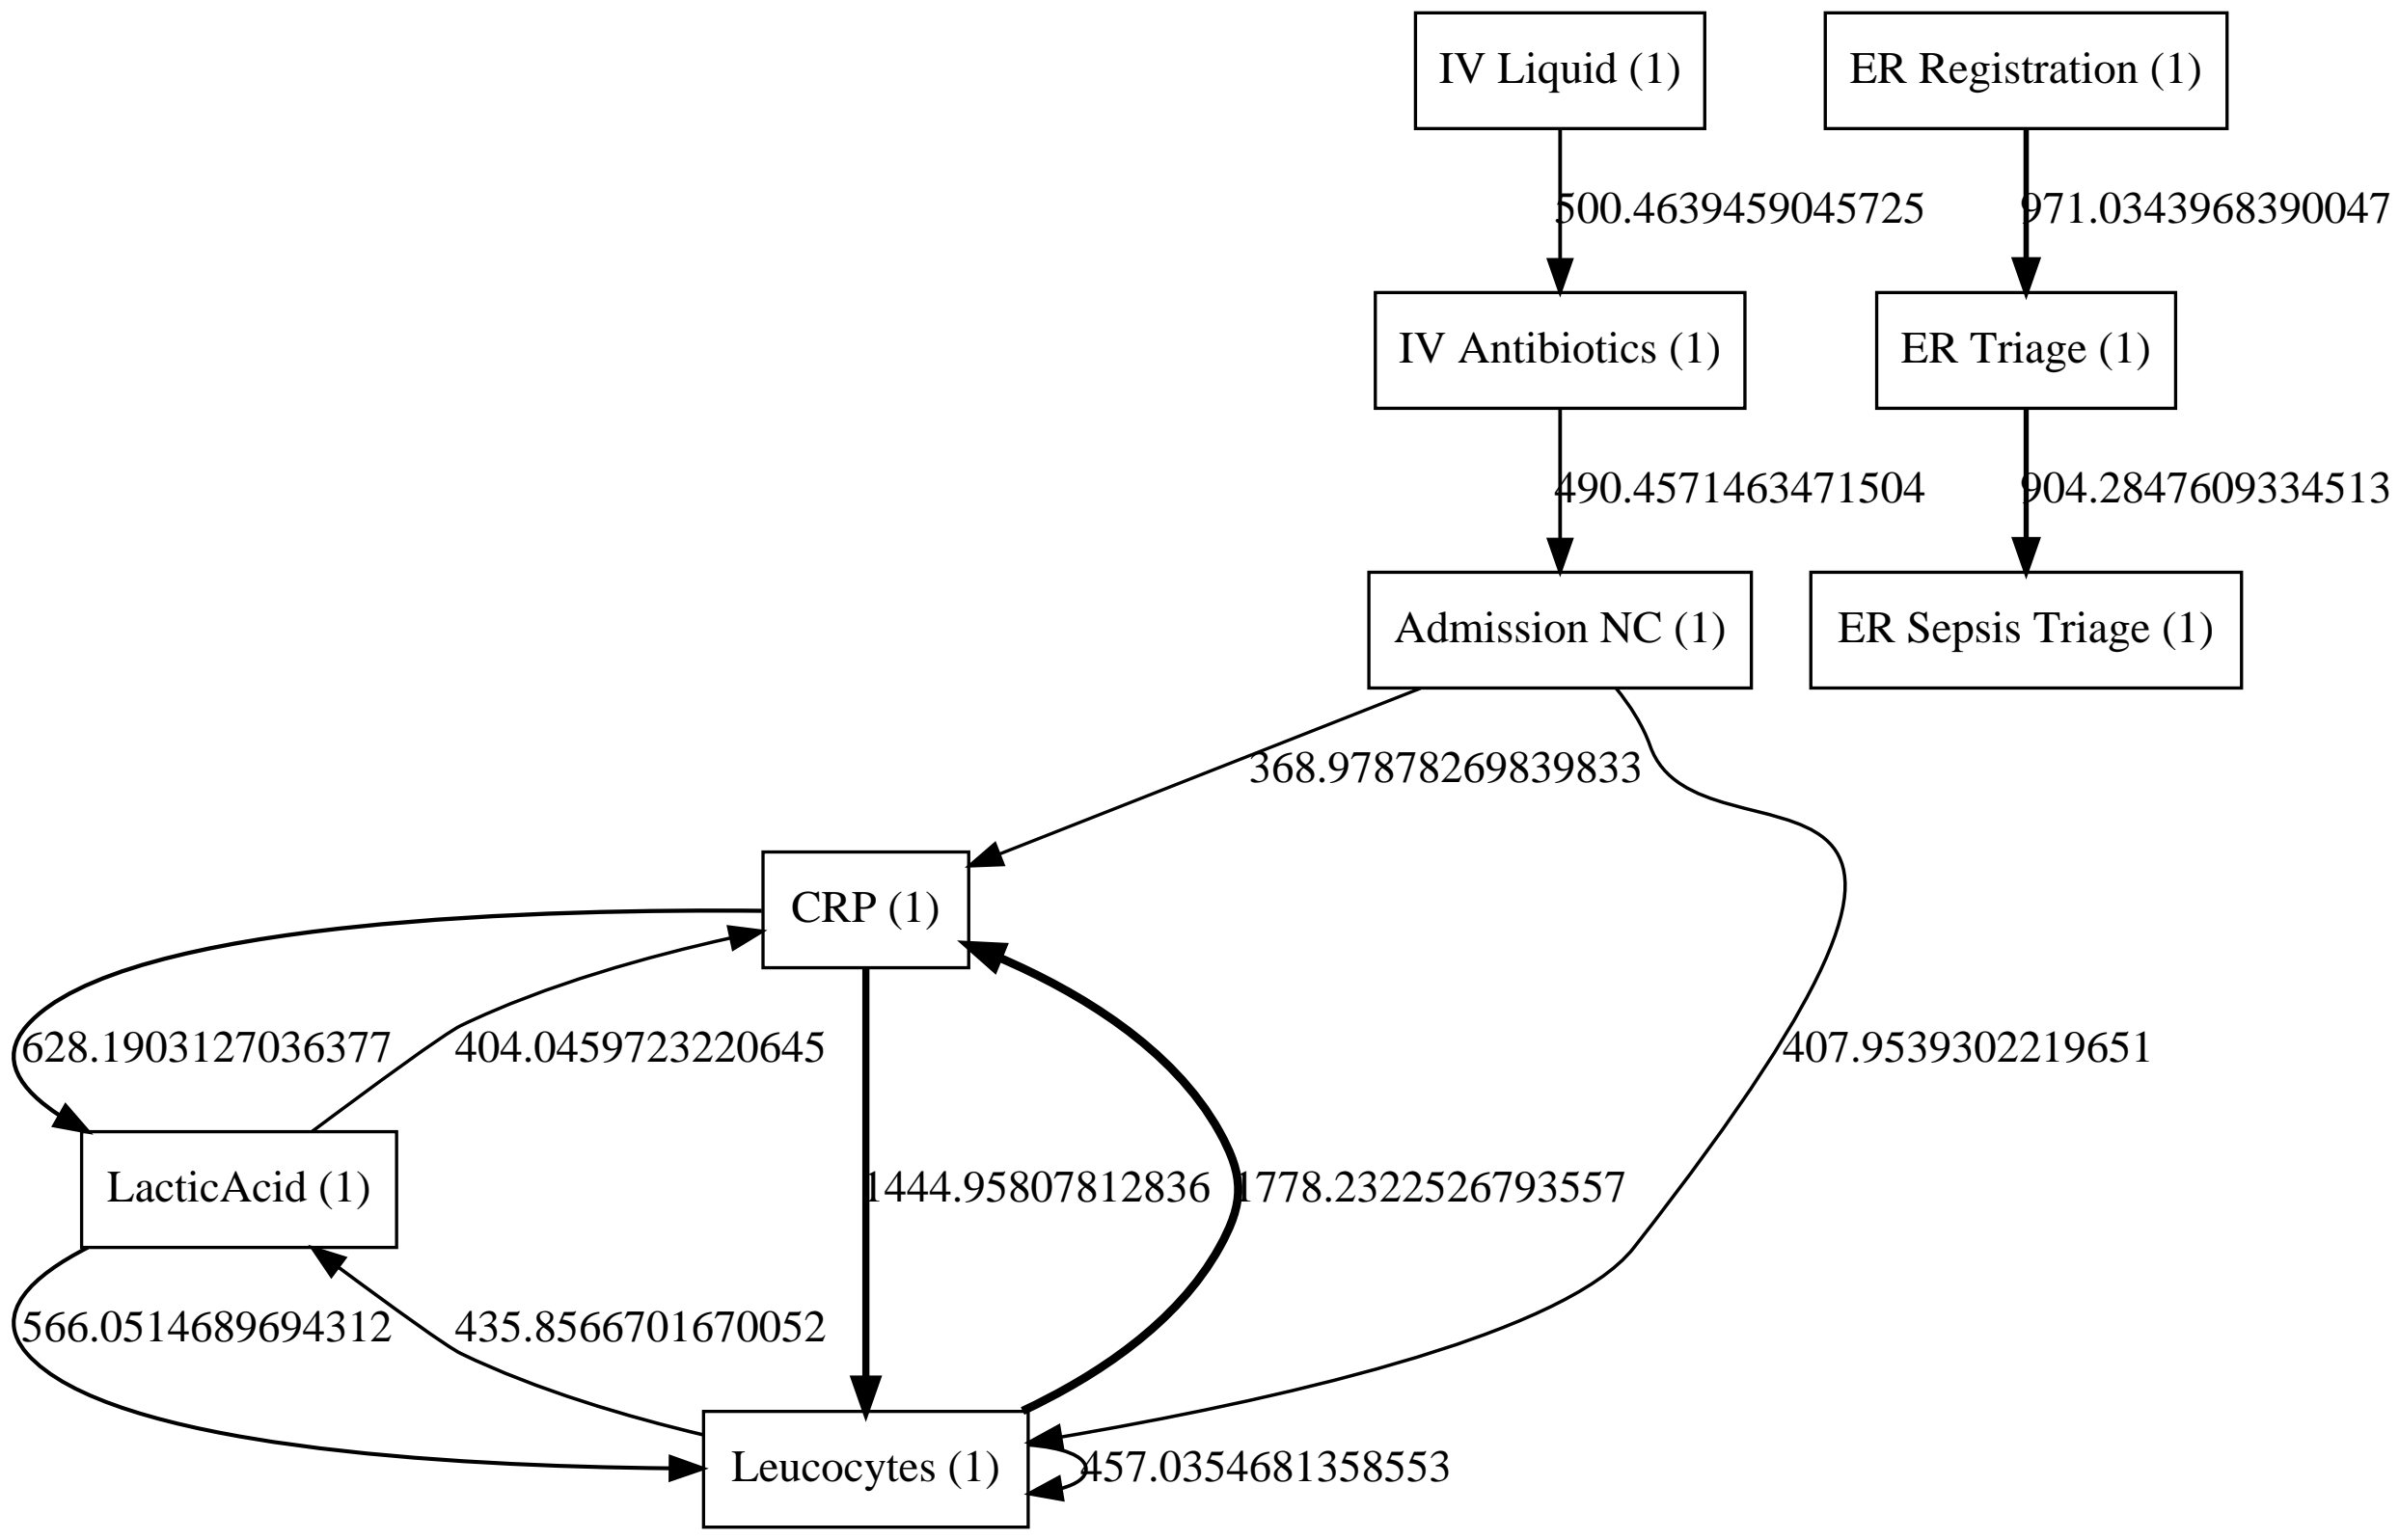 IV Liquid (1)
ER Registration (1)
500.4639459045725
971.0343968390047
IV Antibiotics (1)
ER Triage (1)
490.4571463471504
904.2847609334513
Admission NC (1)
ER Sepsis Triage (1)
368.97878269839833
CRP (1)
628.1903127036377
404.0459723220645
407.9539302219651
LacticAcid (1)
1444.95807812836
1778.2322526793557
566.0514689694312
435.8566701670052
Leucocytes (1)
457.0354681358553